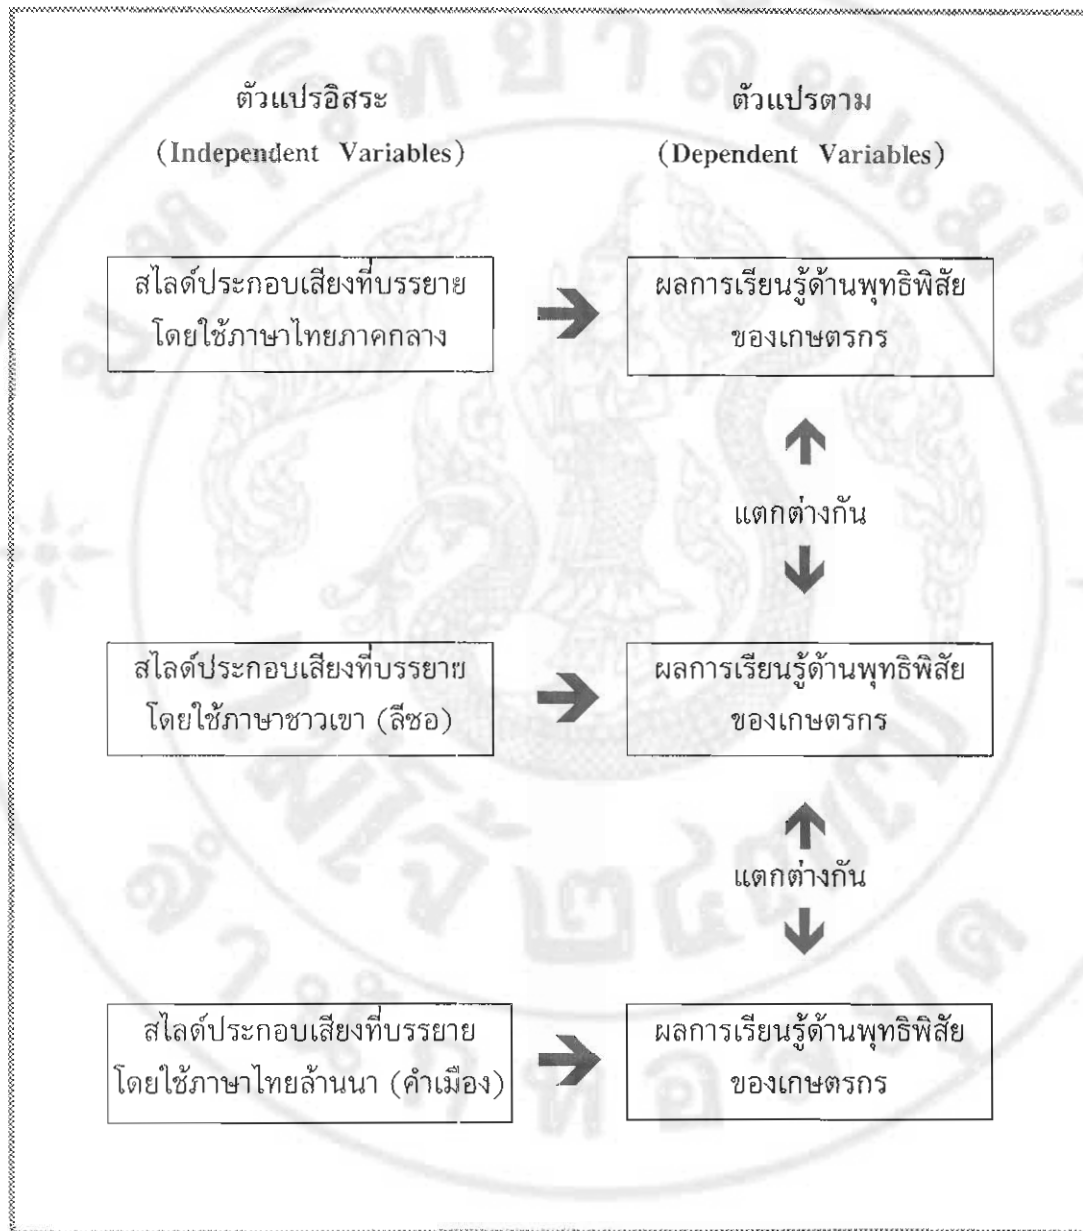 ตัวแปรอิสระ
(Independent Variables)
ตัวแปรตาม
(Dependent Variables)
สไลด์ประกอบเสียงที่บรรยาย
โดยใช้ภาษาไทยภาคกลาง
ผลการเรียนรู้ด้านพุทธิพิสัย
ของเกษตรกร
แตกต่างกัน
สไลด์ประกอบเสียงที่บรรยาย
โดยใช้ภาษาชาวเขา (ลีซอ)
ผลการเรียนรู้ด้านพุทธิพิสัย
ของเกษตรกร
แตกต่างกัน
สไลด์ประกอบเสียงที่บรรยาย
โดยใช้ภาษาไทยล้านนา (คำเมือง)
ผลการเรียนรู้ด้านพุทธิพิสัย
ของเกษตรกร